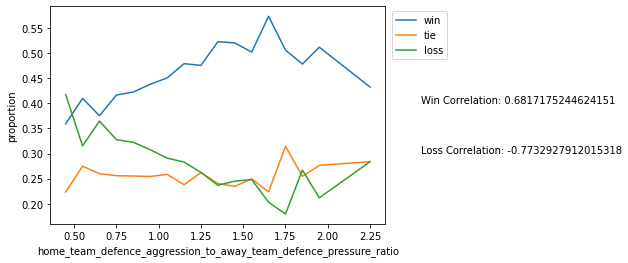 win
tie
loss
0.55
0.50
0.45
0.40
0.35
0.30
0.25
0.20
proportion
0.50 0.75 1.00 1.25 1.50 1.75 2.00 2.25
home_team_defence_aggression_to_away_team_defence_pressure_ratio
Win Correlation: 0.6817175244624151
Loss Correlation: -0.7732927912015318